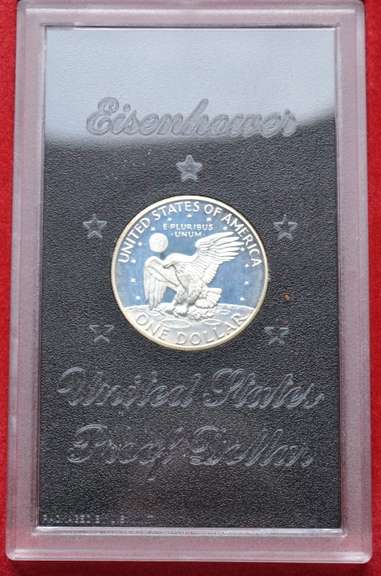 Eisenhower
UNITED STATES OF AMERICA
E PLURIBUS
UNUM
ONE DOLLAR
United States
Proof Dollar